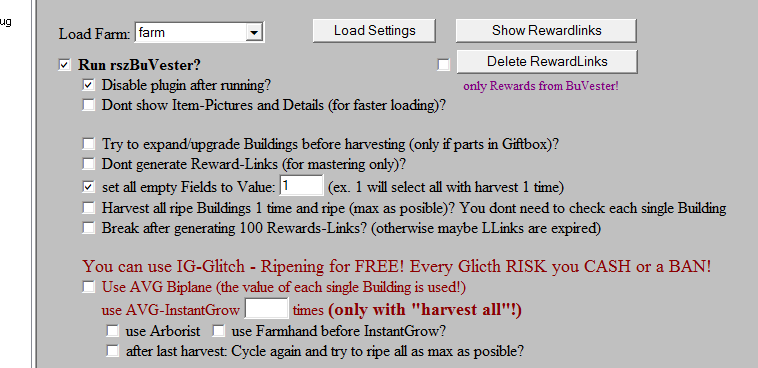 ug
Load Farm: farm Load Settings Show Rewardlinks
Run rszBuVester? Delete RewardLinks
Disable plugin after running? only Rewards from BuVester!
Dont show Item-Pictures and Details (for faster loading)?
Try to expand/upgrade Buildings before harvesting (only if parts in Giftbox)?
Dont generate Reward-Links (for mastering only)?
set all empty Fields to Value: 1 (ex. 1 will select all with harvest 1 time)
Harvest all ripe Buildings 1 time and ripe (max as posible)? You dont need to check each single Building
Break after generating 100 Rewards-Links? (otherwise maybe LLinks are expired)
You can use IG-Glitch - Ripening for FREE! Every Glicth RISK you CASH or a BAN!
Use AVG Biplane (the value of each single Building is used!)
use AVG-InstantGrow times (only with "harvest all"!)
use Arborist use Farmhand before InstantGrow?
after last harvest: Cycle again and try to ripe all as max as posible?